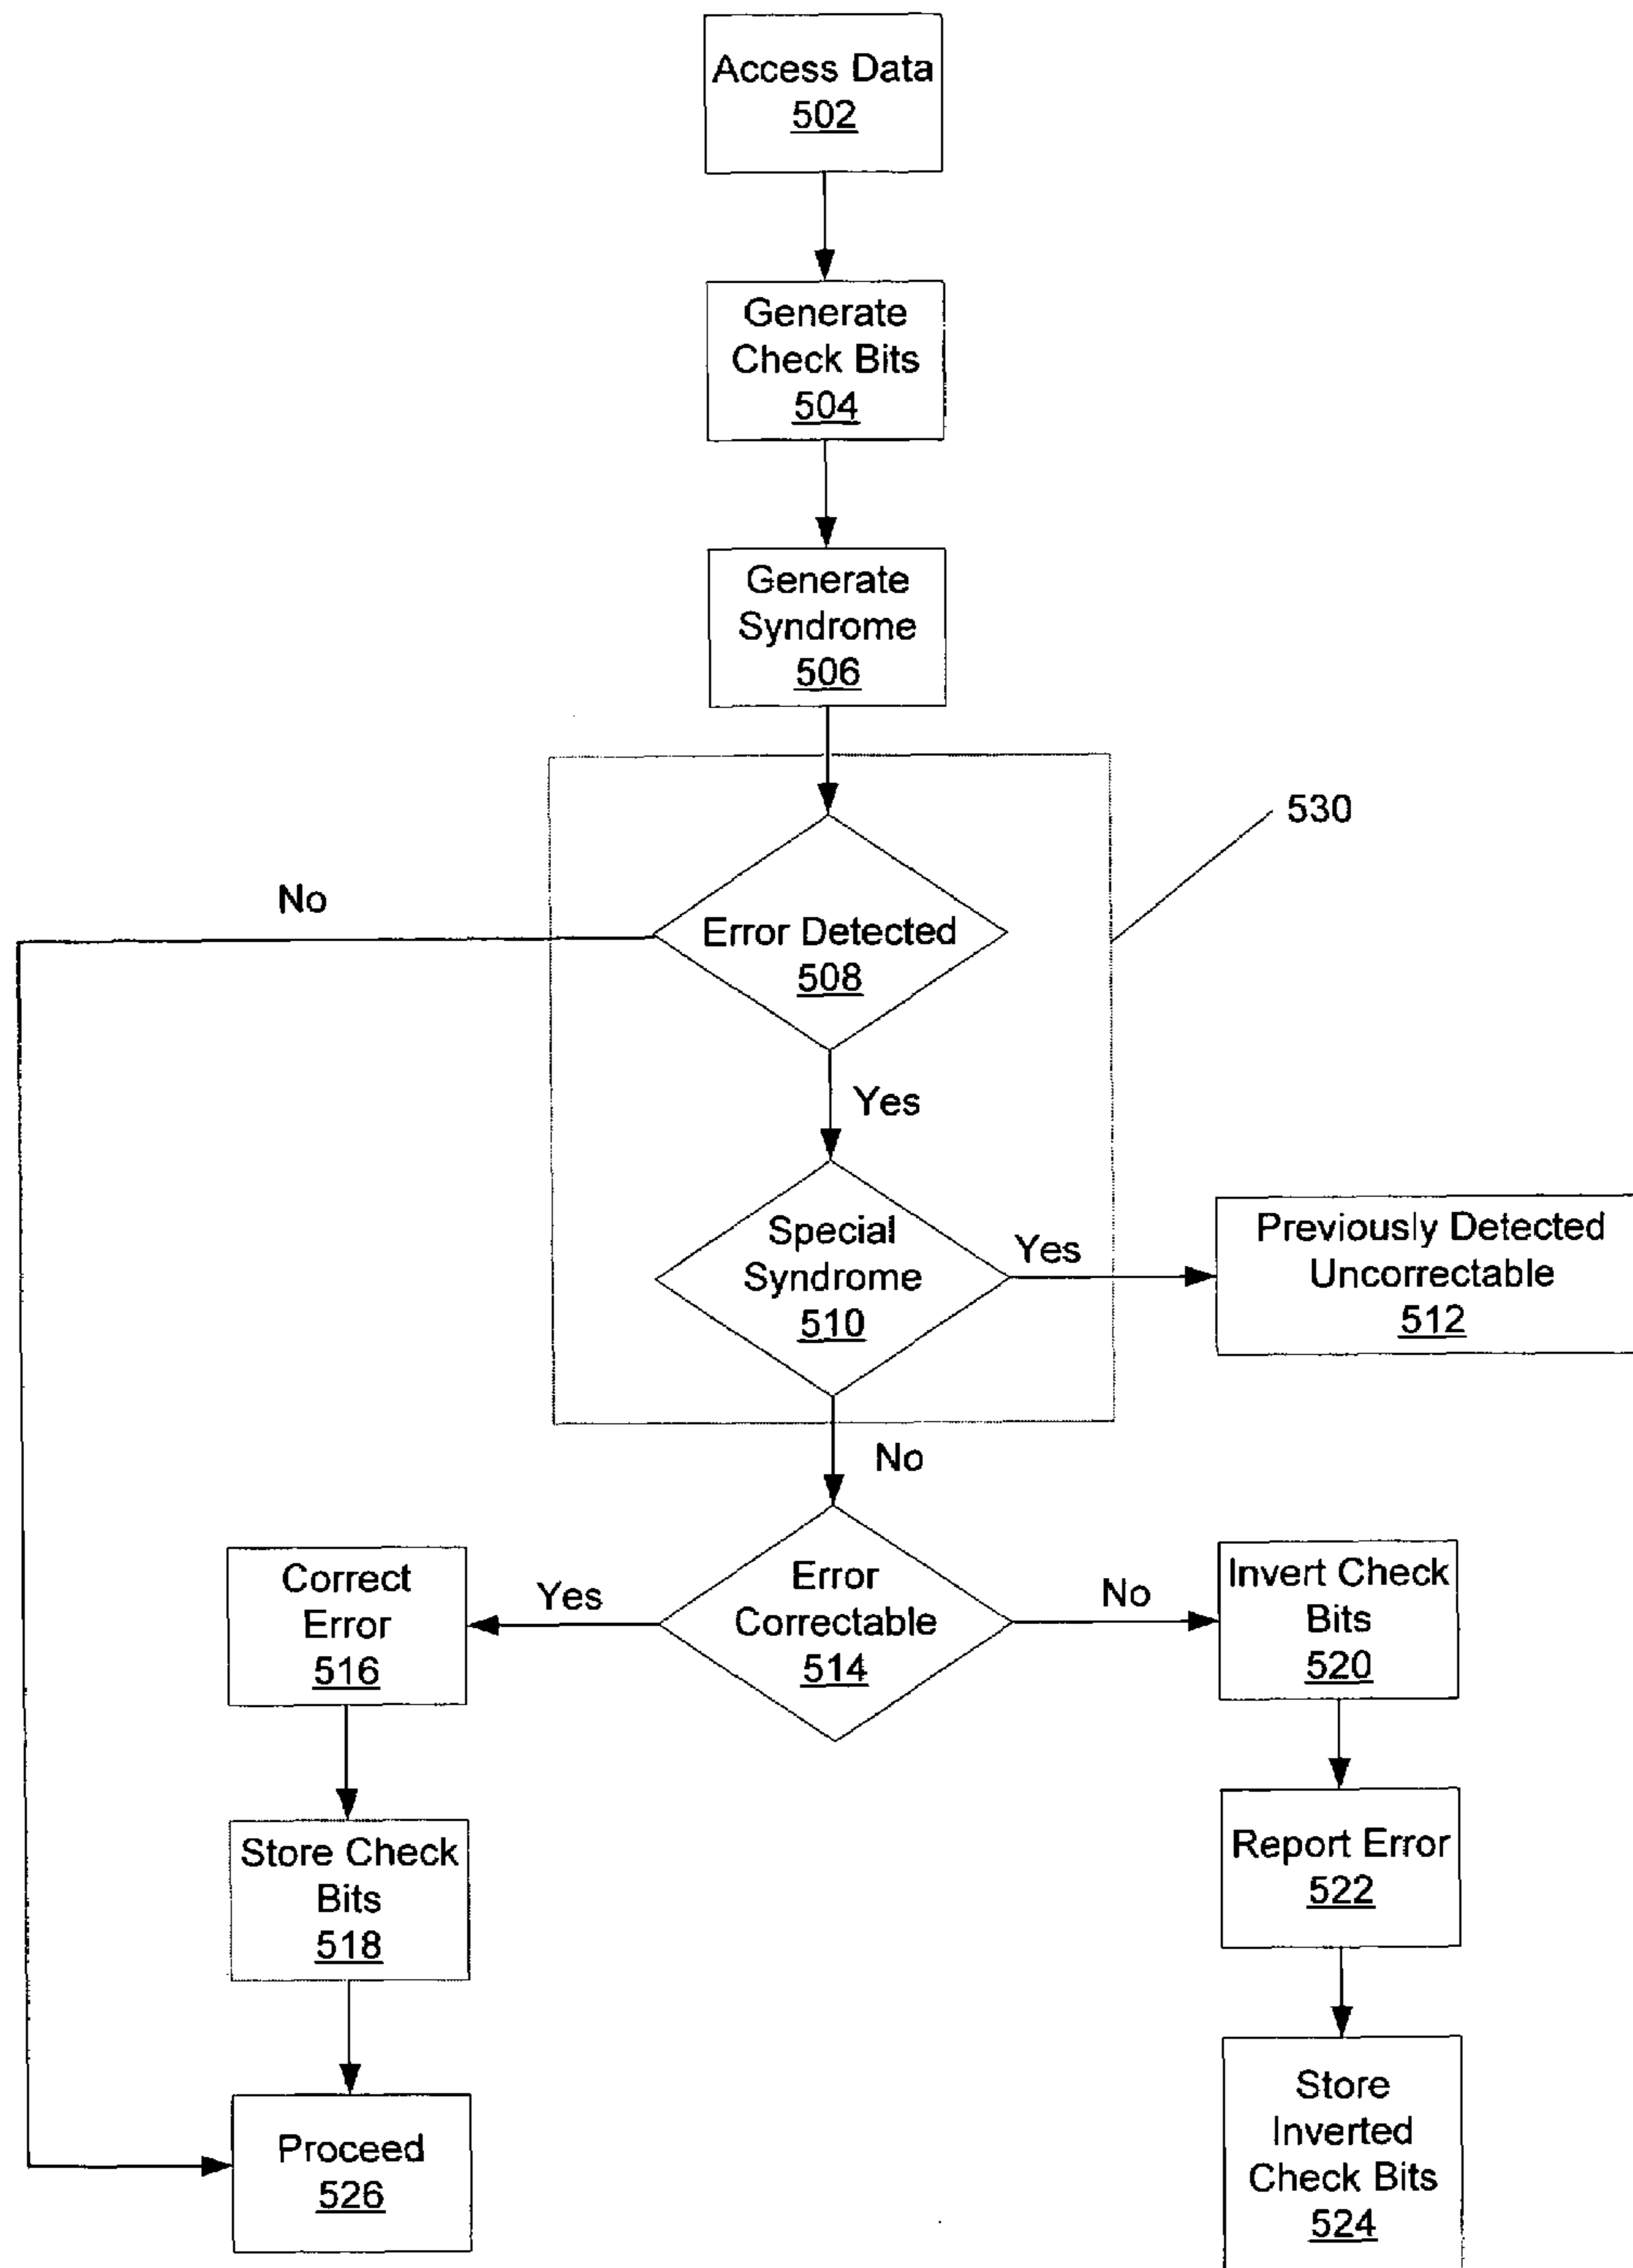 Access Data
502
Generate
Check Bits
504
Generate
Syndrome
506
530
No
Error Detected
508
Yes
Special
Syndrome
510
Yes
Previously Detected
Uncorrectable
512
No
Error
Correctable
514
Yes
No
Correct
Error
516
Invert Check
Bits
520
Store Check
Bits
518
Report Error
522
Proceed
526
Store
Inverted
Check Bits
524